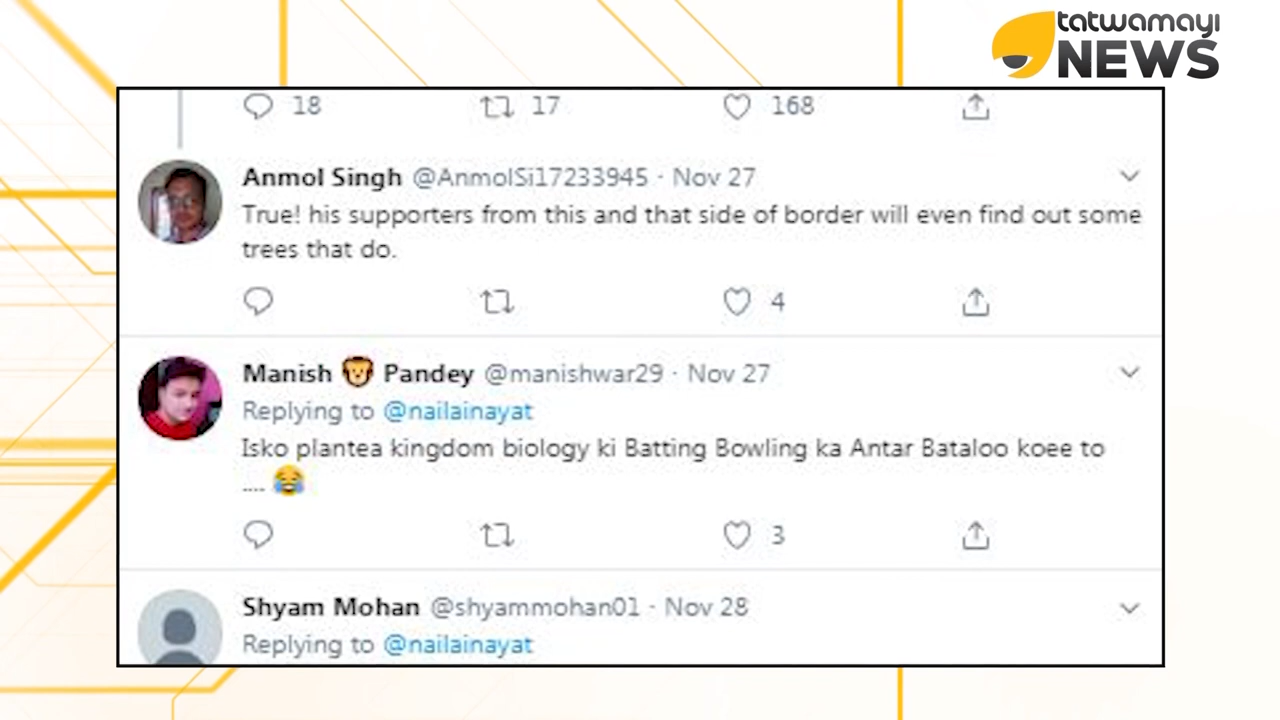 tatwamayi
NEWS
18 17 168
Anmol Singh @AnmolSi17233945 · Nov 27
True! his supporters from this and that side of border will even find out some
trees that do.
4
Manish 🦁 Pandey @manishwar29 · Nov 27
Replying to @nailainayat
Isko plantea kingdom biology ki Batting Bowling ka Antar Bataloo koee to
.... 😂
3
Shyam Mohan @shyammohan01 · Nov 28
Replying to @nailainayat